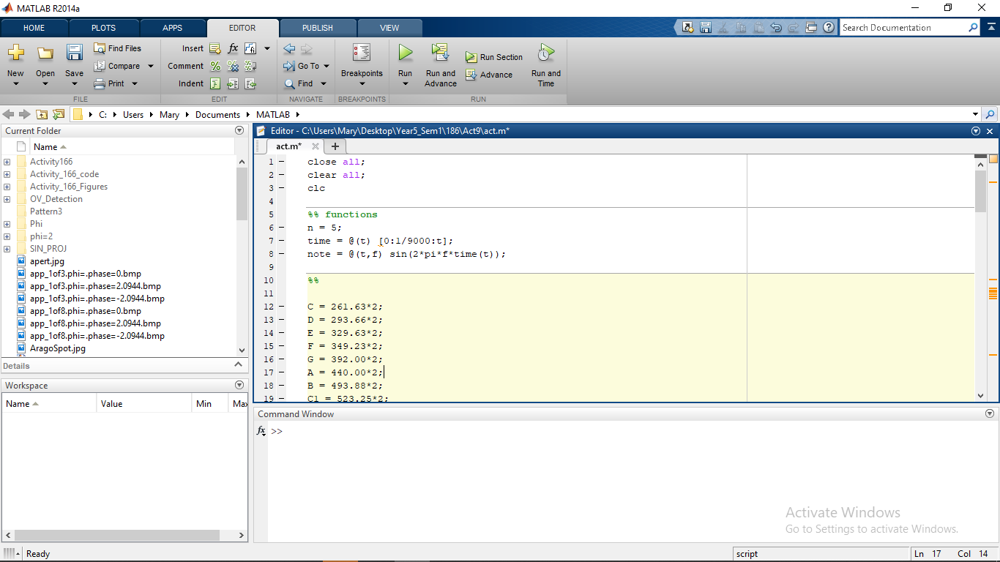 MATLAB R2014a
HOME PLOTS APPS EDITOR PUBLISH VIEW Search Documentation
Find Files Insert fx
New Open Save Compare Comment Go To Breakpoints Run Run and Advance Run Section Advance Run and Time
Print Indent Find
FILE EDIT NAVIGATE BREAKPOINTS RUN
C: Users Mary Documents MATLAB
Current Folder
Name
Activity166
Activity_166_code
Activity_166_Figures
OV_Detection
Pattern3
Phi
phi=2
SIN_PROJ
apert.jpg
app_1of3.phi=.phase=0.bmp
app_1of3.phi=.phase=2.0944.bmp
app_1of3.phi=.phase=-2.0944.bmp
app_1of8.phi=.phase=0.bmp
app_1of8.phi=.phase=2.0944.bmp
app_1of8.phi=.phase=-2.0944.bmp
AragoSpot.jpg
Details
Workspace
Name Value Min Max
Editor - C:\Users\Mary\Desktop\Year5_Sem1\186\Act9\act.m*
act.m* +
1 - close all;
2 - clear all;
3 - clc
4
5 %% functions
6 - n = 5;
7 - time = @(t) [0:1/9000:t];
8 - note = @(t,f) sin(2*pi*f*time(t));
9
10 %%
11
12 - C = 261.63*2;
13 - D = 293.66*2;
14 - E = 329.63*2;
15 - F = 349.23*2;
16 - G = 392.00*2;
17 - A = 440.00*2;
18 - B = 493.88*2;
19 - C1 = 523.25*2;
Command Window
fx >>
Activate Windows
Go to Settings to activate Windows.
Ready script Ln 17 Col 14